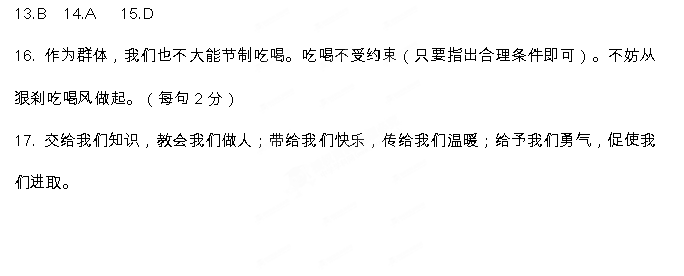 13.B 14.A 15.D
16. 作为群体，我们也不大能节制吃喝。吃喝不受约束（只要指出合理条件即可）。不妨从
狠刹吃喝风做起。（每句 2 分）
17. 交给我们知识，教会我们做人；带给我们快乐，传给我们温暖；给予我们勇气，促使我
们进取。